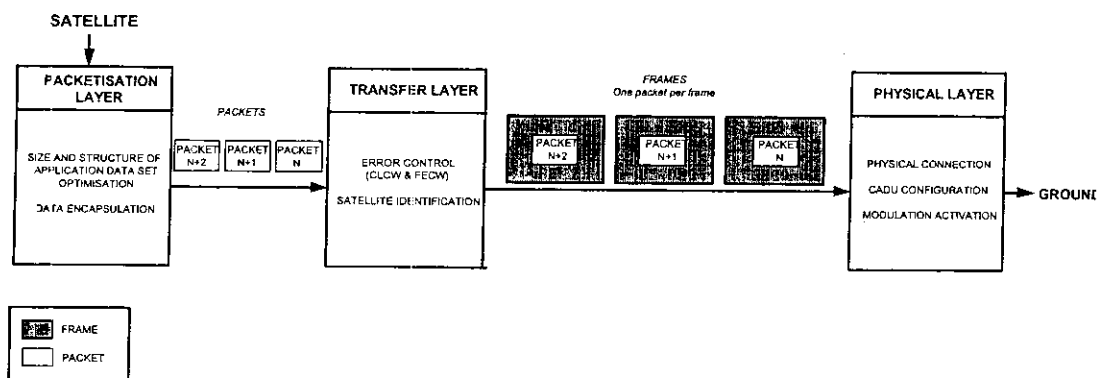 SATELLITE
PACKETISATION
LAYER
SIZE AND STRUCTURE OF
APPLICATION DATA SET
OPTIMISATION
DATA ENCAPSULATION
PACKETS
PACKET
N+2
PACKET
N+1
PACKET
N
TRANSFER LAYER
ERROR CONTROL
(CLCW & FECW)
SATELLITE IDENTIFICATION
FRAMES
One packet per frame
PACKET
N+2
PACKET
N+1
PACKET
N
PHYSICAL LAYER
PHYSICAL CONNECTION
CADU CONFIGURATION
MODULATION ACTIVATION
GROUND
FRAME
PACKET